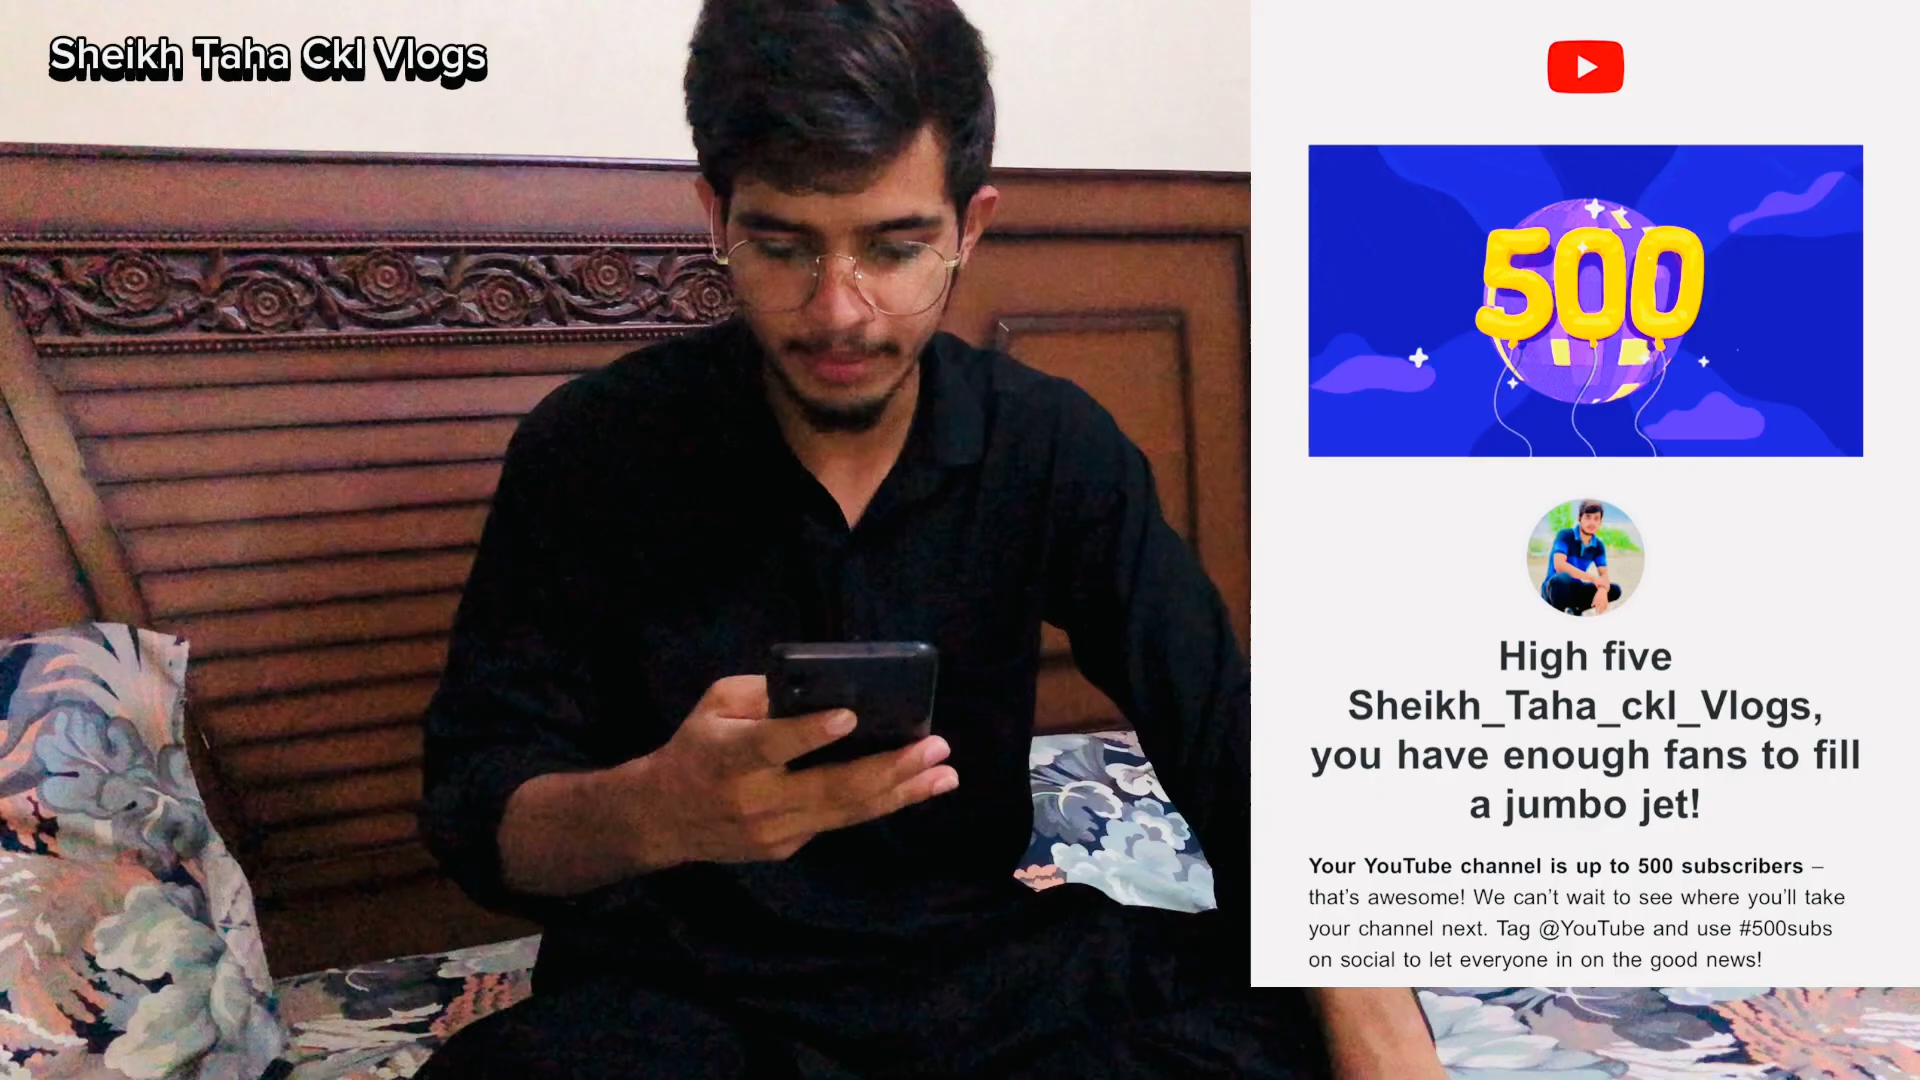 Sheikh Taha Ckl Vlogs
500
High five
Sheikh_Taha_ckl_Vlogs,
you have enough fans to fill
a jumbo jet!
Your YouTube channel is up to 500 subscribers –
that's awesome! We can't wait to see where you'll take
your channel next. Tag @YouTube and use #500subs
on social to let everyone in on the good news!